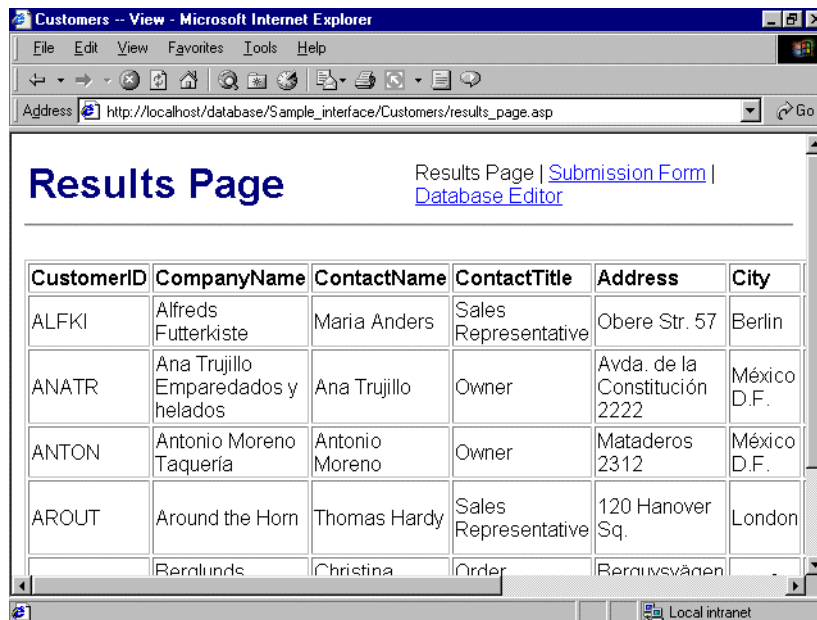 Customers -- View - Microsoft Internet Explorer
File Edit View Favorites Tools Help
Address http://localhost/database/Sample_interface/Customers/results_page.asp Go
Results Page
Results Page | Submission Form |
Database Editor
CustomerID CompanyName ContactName ContactTitle Address City
ALFKI Alfreds Futterkiste Maria Anders Sales Representative Obere Str. 57 Berlin
ANATR Ana Trujillo Emparedados y helados Ana Trujillo Owner Avda. de la Constitución 2222 México D.F.
ANTON Antonio Moreno Taquería Antonio Moreno Owner Mataderos 2312 México D.F.
AROUT Around the Horn Thomas Hardy Sales Representative 120 Hanover Sq. London
Berglunds Christina Order
Local intranet